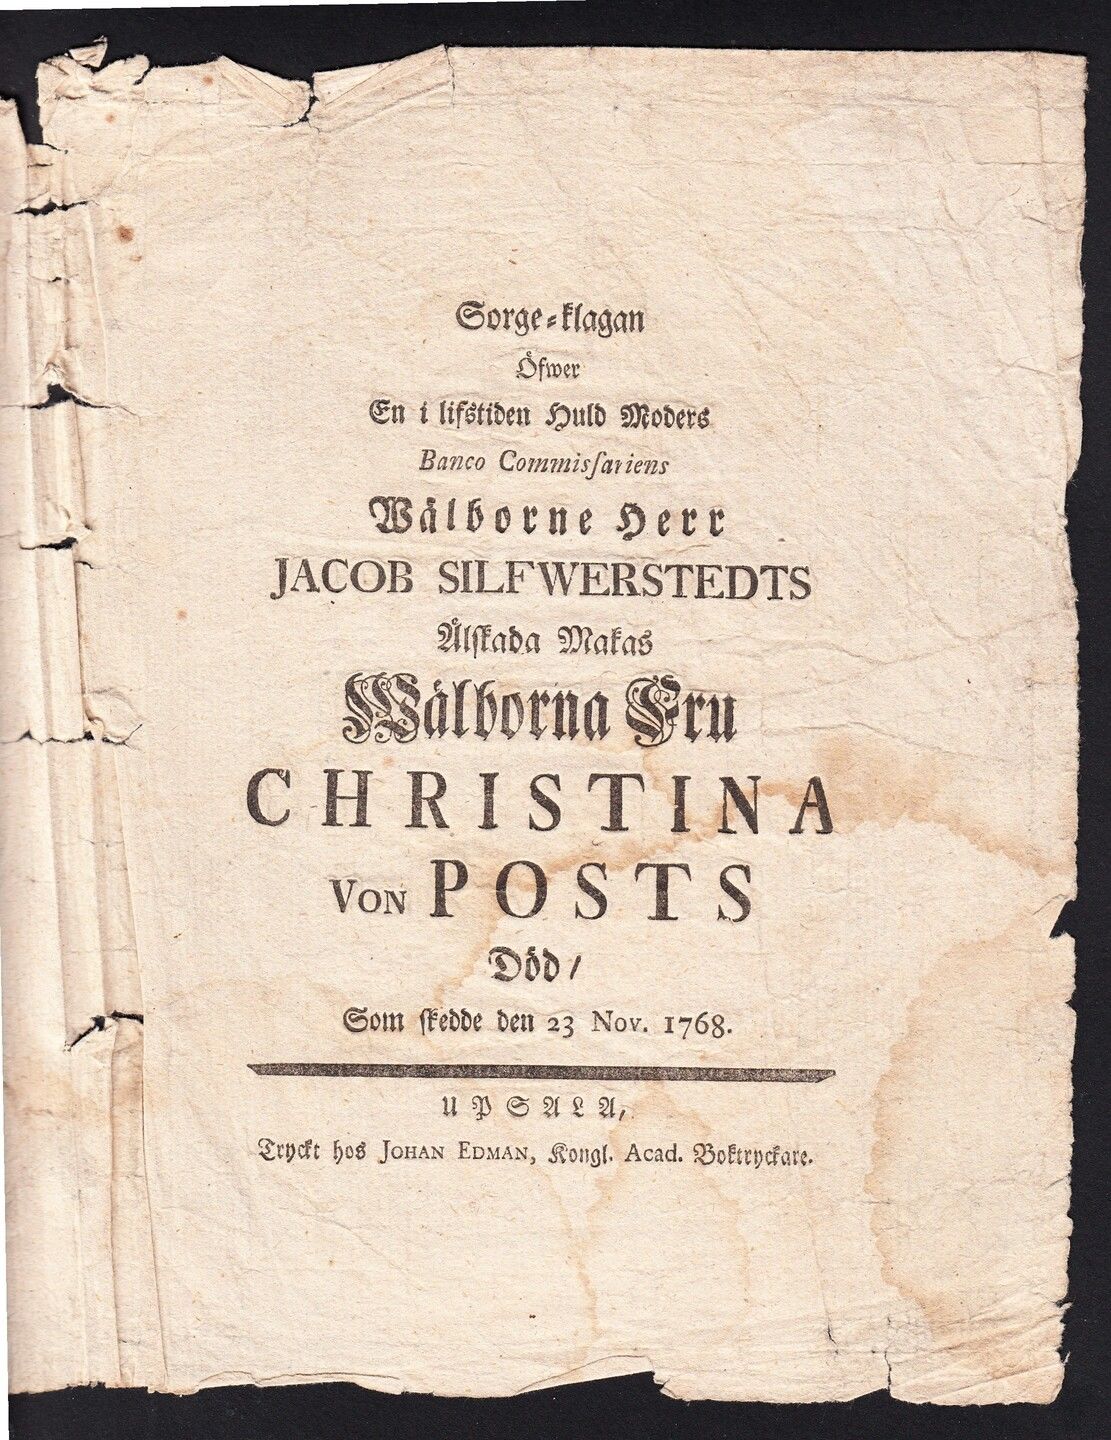 Sorge-klagan
Öfwer
En i lifstiden Huld Moders
Banco Commissariens
Wälborne Herr
JACOB SILFWERSTEDTS
Älskada Makas
Wälborna Fru
CHRISTINA
VON POSTS
Död/
Som skedde den 23 Nov. 1768.
UPSALA,
Tryckt hos JOHAN EDMAN, Kongl. Acad. Boktryckare.